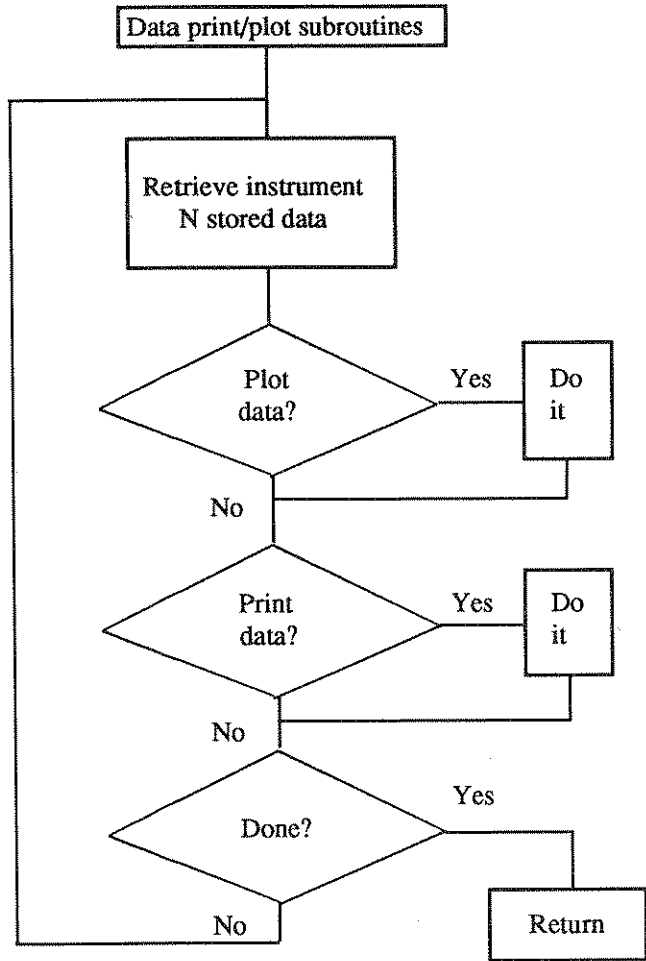 Data print/plot subroutines
Retrieve instrument
N stored data
Plot
data?
Yes
Do
it
No
Print
data?
Yes
Do
it
No
Done?
Yes
No
Return